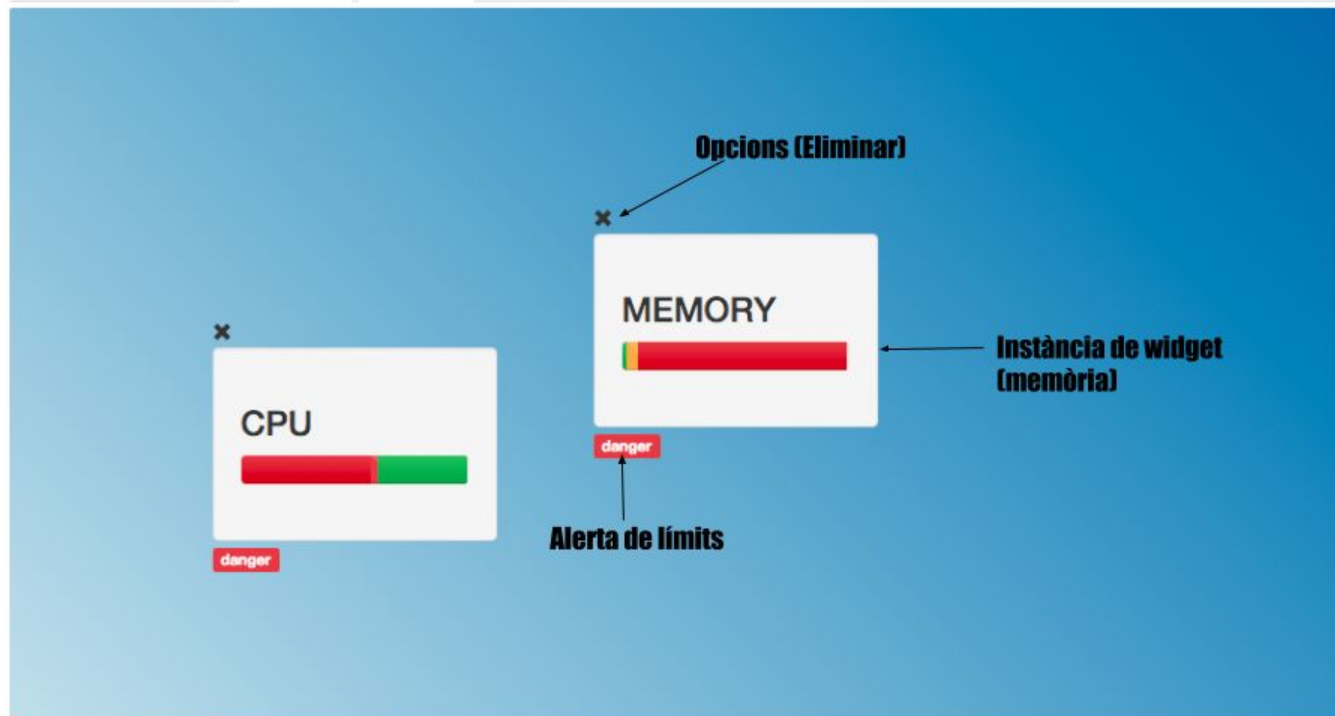 Opcions (Eliminar)
MEMORY
Instància de widget
(memòria)
CPU
danger
Alerta de límits
danger